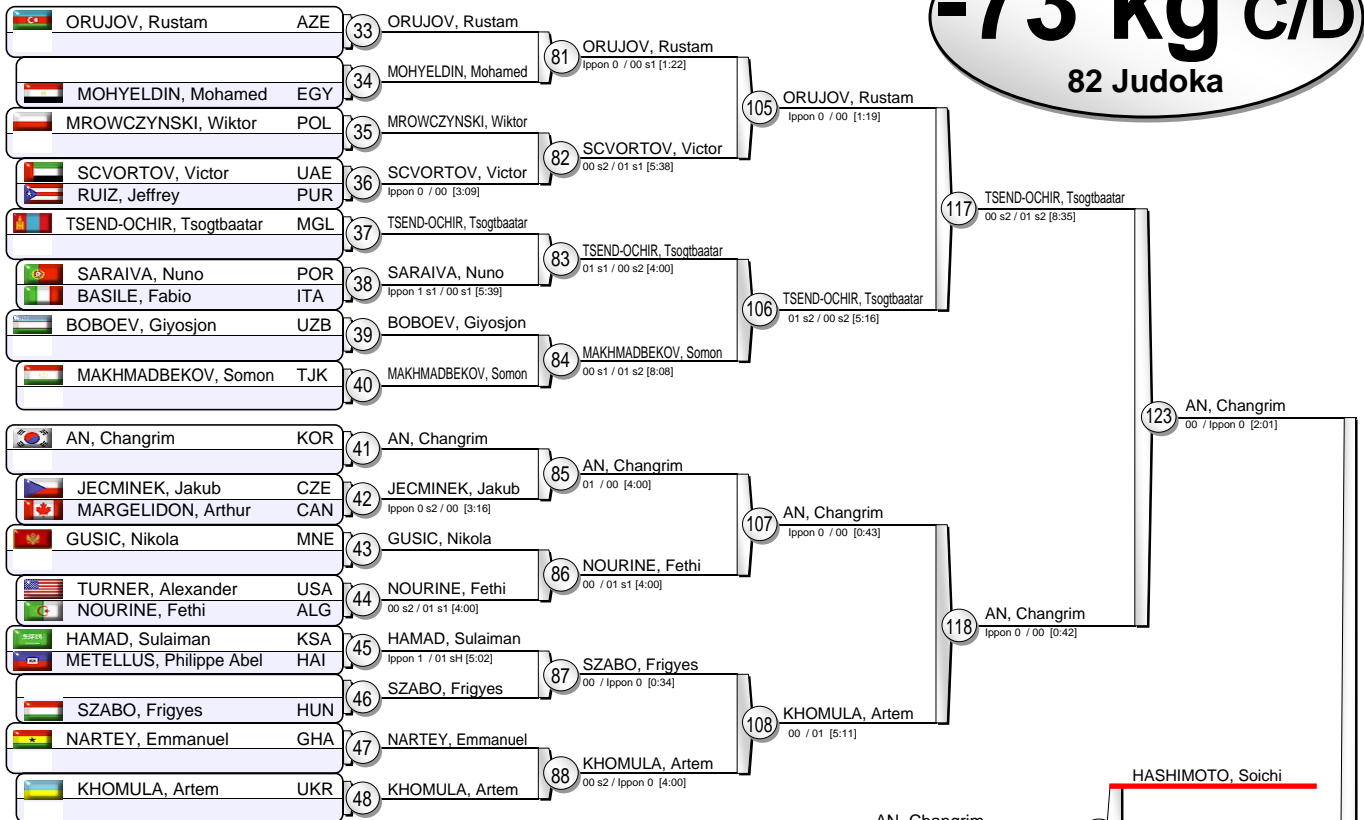 -73 kg C/D
82 Judoka
ORUJOV, Rustam AZE
33 ORUJOV, Rustam
81 ORUJOV, Rustam
Ippon 0 / 00 s1 [1:22]
MOHYELDIN, Mohamed EGY
34 MOHYELDIN, Mohamed
105 ORUJOV, Rustam
Ippon 0 / 00 [1:19]
MROWCZYNSKI, Wiktor POL
35 MROWCZYNSKI, Wiktor
82 SCVORTOV, Victor
00 s2 / 01 s1 [5:38]
SCVORTOV, Victor UAE
RUIZ, Jeffrey PUR
36 SCVORTOV, Victor
Ippon 0 / 00 [3:09]
117 TSEND-OCHIR, Tsogtbaatar
00 s2 / 01 s2 [8:35]
TSEND-OCHIR, Tsogtbaatar MGL
37 TSEND-OCHIR, Tsogtbaatar
83 TSEND-OCHIR, Tsogtbaatar
01 s1 / 00 s2 [4:00]
SARAIVA, Nuno POR
BASILE, Fabio ITA
38 SARAIVA, Nuno
Ippon 1 s1 / 00 s1 [5:39]
106 TSEND-OCHIR, Tsogtbaatar
01 s2 / 00 s2 [5:16]
BOBOEV, Giyosjon UZB
39 BOBOEV, Giyosjon
84 MAKHMADBEKOV, Somon
00 s1 / 01 s2 [8:08]
MAKHMADBEKOV, Somon TJK
40 MAKHMADBEKOV, Somon
123 AN, Changrim
00 / Ippon 0 [2:01]
AN, Changrim KOR
41 AN, Changrim
85 AN, Changrim
01 / 00 [4:00]
JECMINEK, Jakub CZE
MARGELIDON, Arthur CAN
42 JECMINEK, Jakub
Ippon 0 s2 / 00 [3:16]
107 AN, Changrim
Ippon 0 / 00 [0:43]
GUSIC, Nikola MNE
43 GUSIC, Nikola
86 NOURINE, Fethi
00 / 01 s1 [4:00]
TURNER, Alexander USA
NOURINE, Fethi ALG
44 NOURINE, Fethi
00 s2 / 01 s1 [4:00]
118 AN, Changrim
Ippon 0 / 00 [0:42]
HAMAD, Sulaiman KSA
METELLUS, Philippe Abel HAI
45 HAMAD, Sulaiman
Ippon 1 / 01 sH [5:02]
87 SZABO, Frigyes
00 / Ippon 0 [0:34]
SZABO, Frigyes HUN
46 SZABO, Frigyes
108 KHOMULA, Artem
00 / 01 [5:11]
NARTEY, Emmanuel GHA
47 NARTEY, Emmanuel
88 KHOMULA, Artem
00 s2 / Ippon 0 [4:00]
KHOMULA, Artem UKR
48 KHOMULA, Artem
HASHIMOTO, Soichi
AN, Changrim